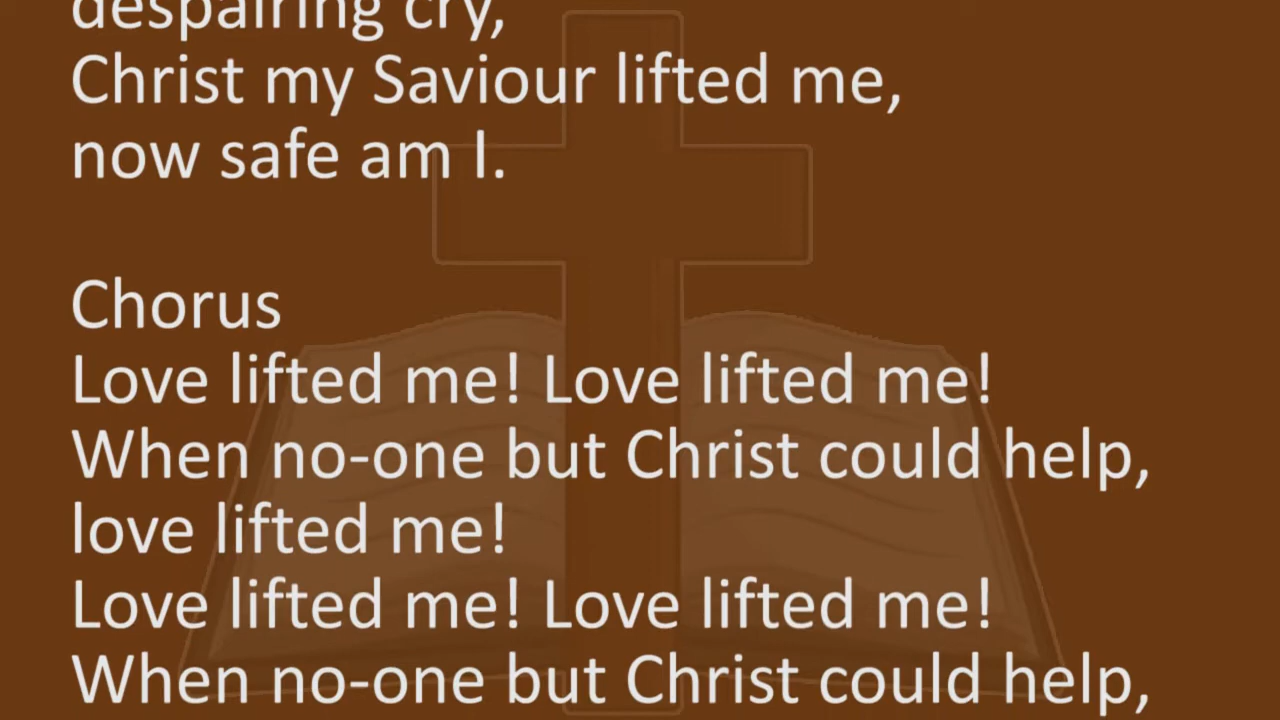 despairing cry,
Christ my Saviour lifted me,
now safe am I.
Chorus
Love lifted me! Love lifted me!
When no-one but Christ could help,
love lifted me!
Love lifted me! Love lifted me!
When no-one but Christ could help,